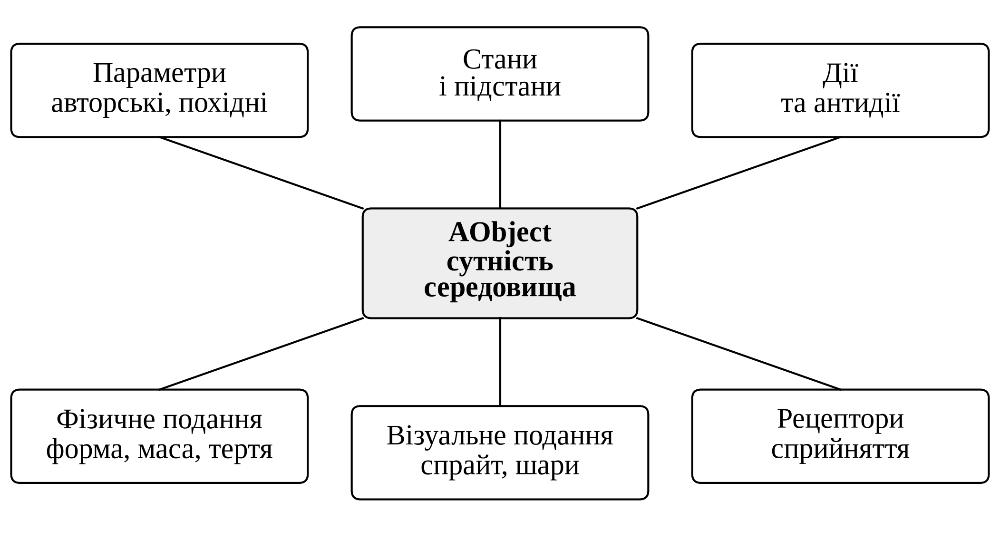 Параметри
авторські, похідні
Стани
і підстани
Дії
та антидії
AObject
сутність
середовища
Фізичне подання
форма, маса, тертя
Візуальне подання
спрайт, шари
Рецептори
сприйняття